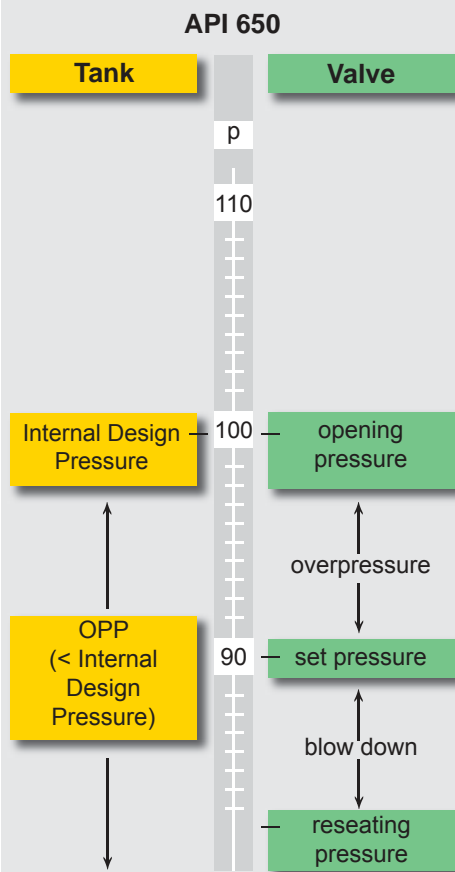 API 650
Tank
Valve
p
110
Internal Design
Pressure
100
opening
pressure
overpressure
OPP
(< Internal
Design
Pressure)
90
set pressure
blow down
reseating
pressure